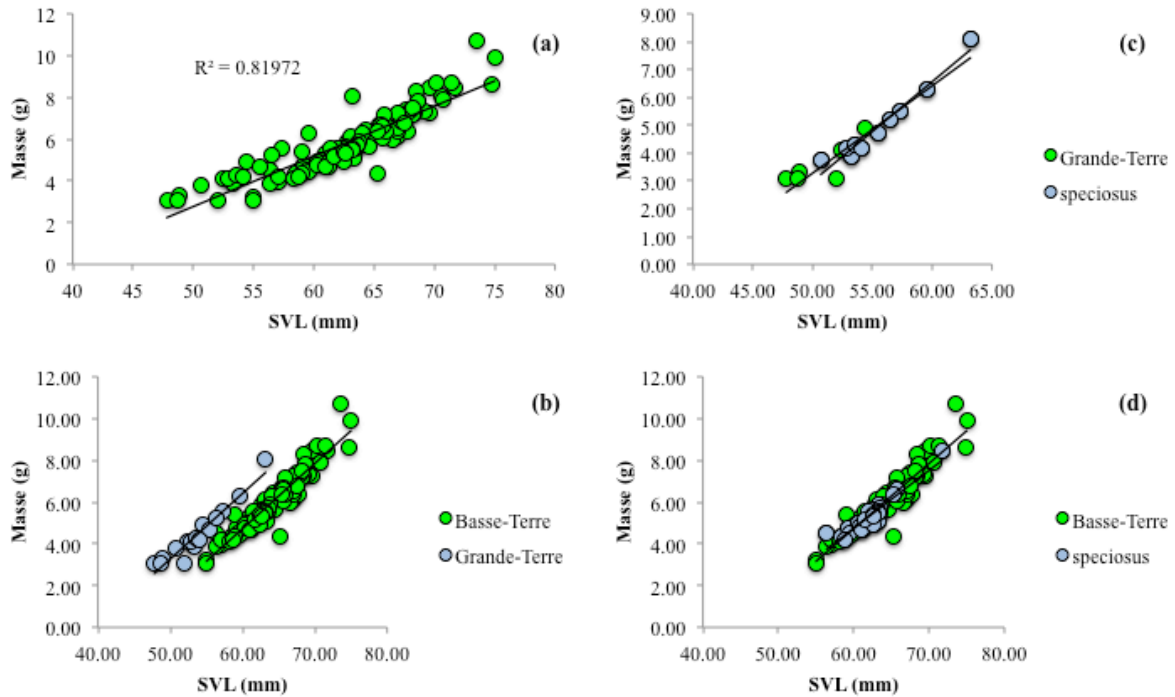 12
10
8
6
4
2
0
Masse (g)
R² = 0.81972
(a)
40 45 50 55 60 65 70 75 80
SVL (mm)
9.00
8.00
7.00
6.00
5.00
4.00
3.00
2.00
1.00
0.00
Masse (g)
(c)
Grande-Terre
speciosus
40.00 45.00 50.00 55.00 60.00 65.00
SVL (mm)
12.00
10.00
8.00
6.00
4.00
2.00
0.00
Masse (g)
(b)
Basse-Terre
Grande-Terre
40.00 50.00 60.00 70.00 80.00
SVL (mm)
12.00
10.00
8.00
6.00
4.00
2.00
0.00
Masse (g)
(d)
Basse-Terre
speciosus
40.00 50.00 60.00 70.00 80.00
SVL (mm)